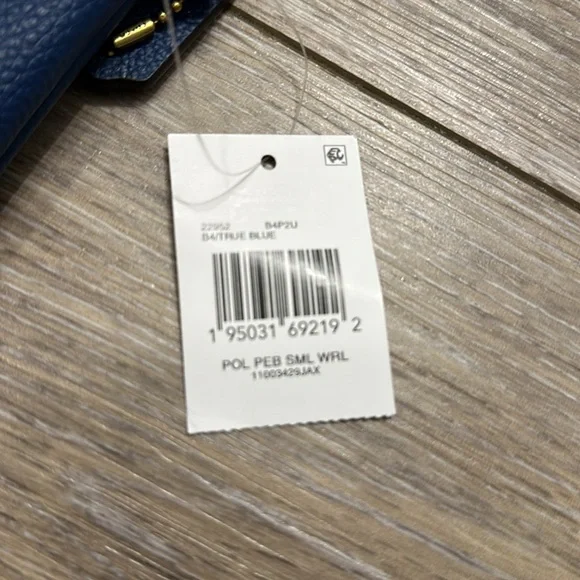 22952 B4P2U
B4/TRUE BLUE
1 95031 69219 2
POL PEB SML WRL
11003429JAX